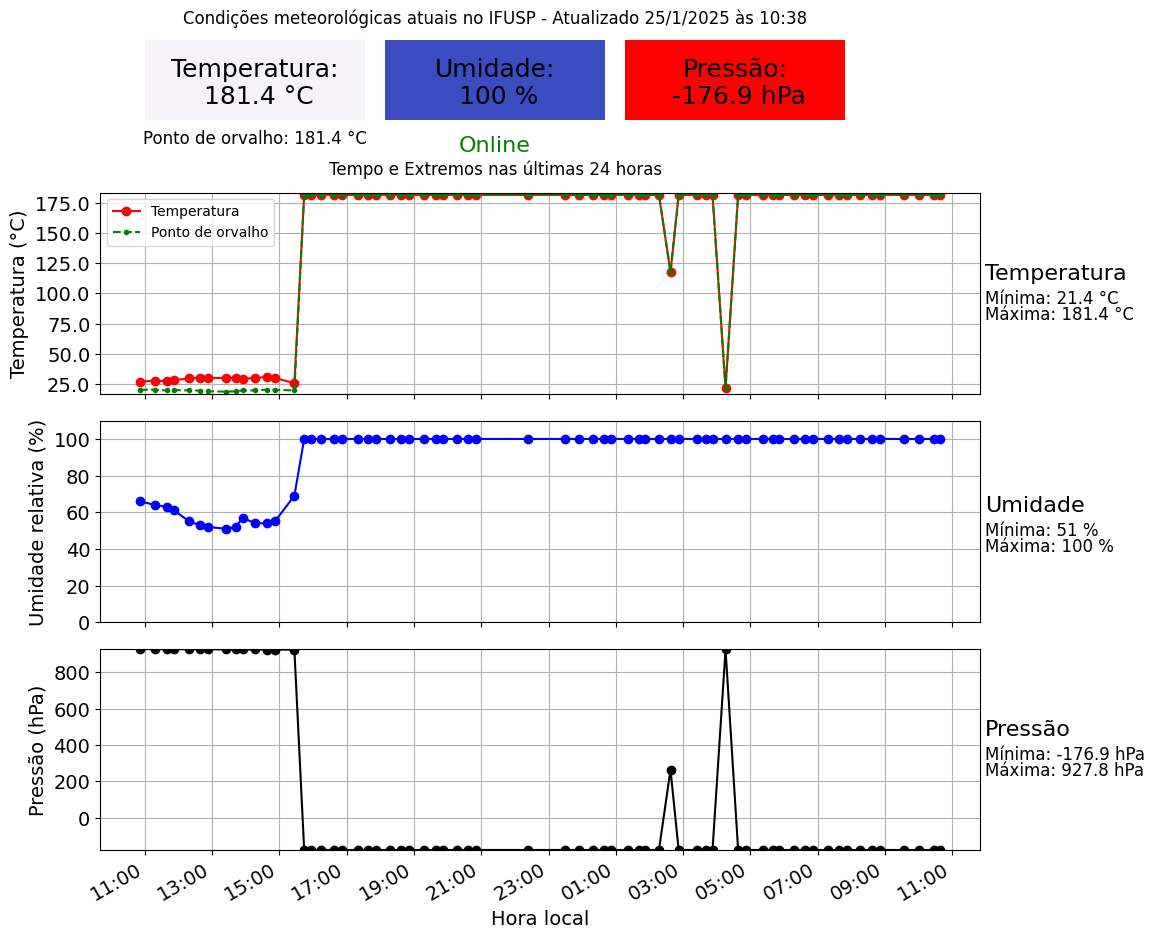 Condições meteorológicas atuais no IFUSP - Atualizado 25/1/2025 às 10:38
Temperatura:
181.4 °C
Umidade:
100 %
Pressão:
-176.9 hPa
Ponto de orvalho: 181.4 °C
Online
Tempo e Extremos nas últimas 24 horas
Temperatura (°C)
175.0
150.0
125.0
100.0
75.0
50.0
25.0
Temperatura
Ponto de orvalho
Temperatura
Mínima: 21.4 °C
Máxima: 181.4 °C
Umidade relativa (%)
100
80
60
40
20
0
Umidade
Mínima: 51 %
Máxima: 100 %
Pressão (hPa)
800
600
400
200
0
Pressão
Mínima: -176.9 hPa
Máxima: 927.8 hPa
11:00 13:00 15:00 17:00 19:00 21:00 23:00 01:00 03:00 05:00 07:00 09:00 11:00
Hora local